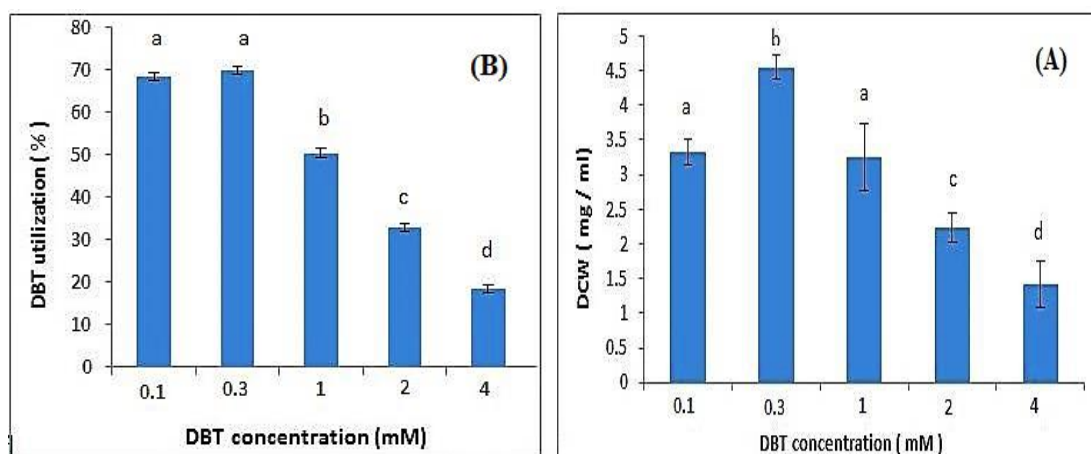 80
70
60
50
40
30
20
10
0
DBT utilization ( % )
a
a
b
c
d
(B)
0.1
0.3
1
2
4
DBT concentration (mM)
5
4.5
4
3.5
3
2.5
2
1.5
1
0.5
0
DCW ( mg / ml)
a
b
a
c
d
(A)
0.1
0.3
1
2
4
DBT concentration ( mM )